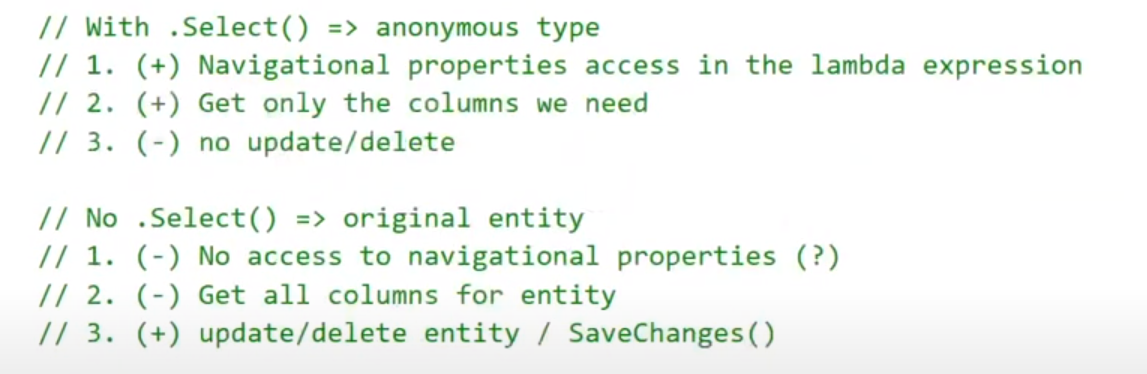 // With .Select() => anonymous type
// 1. (+) Navigational properties access in the lambda expression
// 2. (+) Get only the columns we need
// 3. (-) no update/delete
// No .Select() => original entity
// 1. (-) No access to navigational properties (?)
// 2. (-) Get all columns for entity
// 3. (+) update/delete entity / SaveChanges()